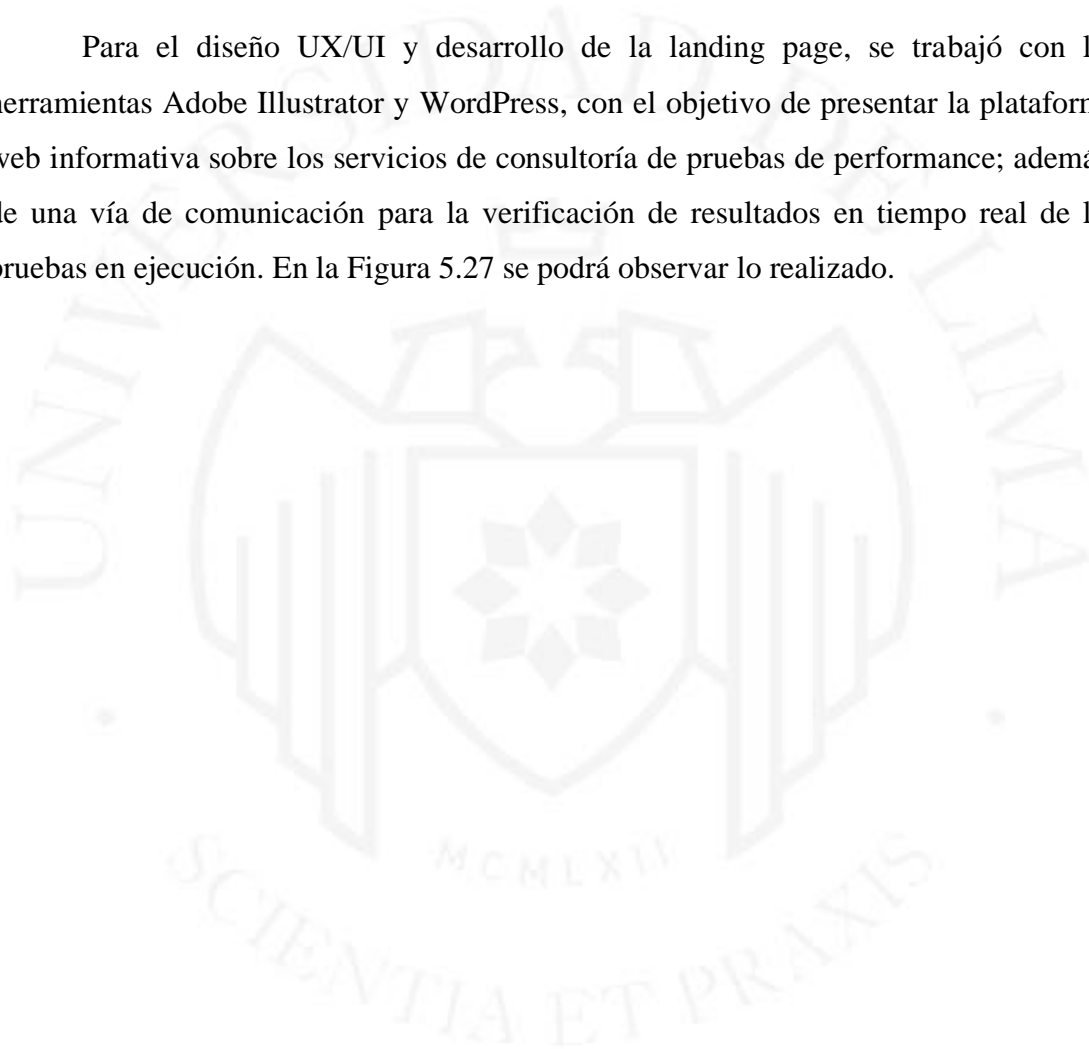 Para el diseño UX/UI y desarrollo de la landing page, se trabajó con l
herramientas Adobe Illustrator y WordPress, con el objetivo de presentar la plataform
web informativa sobre los servicios de consultoría de pruebas de performance; ademá
de una vía de comunicación para la verificación de resultados en tiempo real de l
pruebas en ejecución. En la Figura 5.27 se podrá observar lo realizado.
UNIVERSIDAD DE LIMA
MCMLXII
SCIENTIA ET PRAXIS